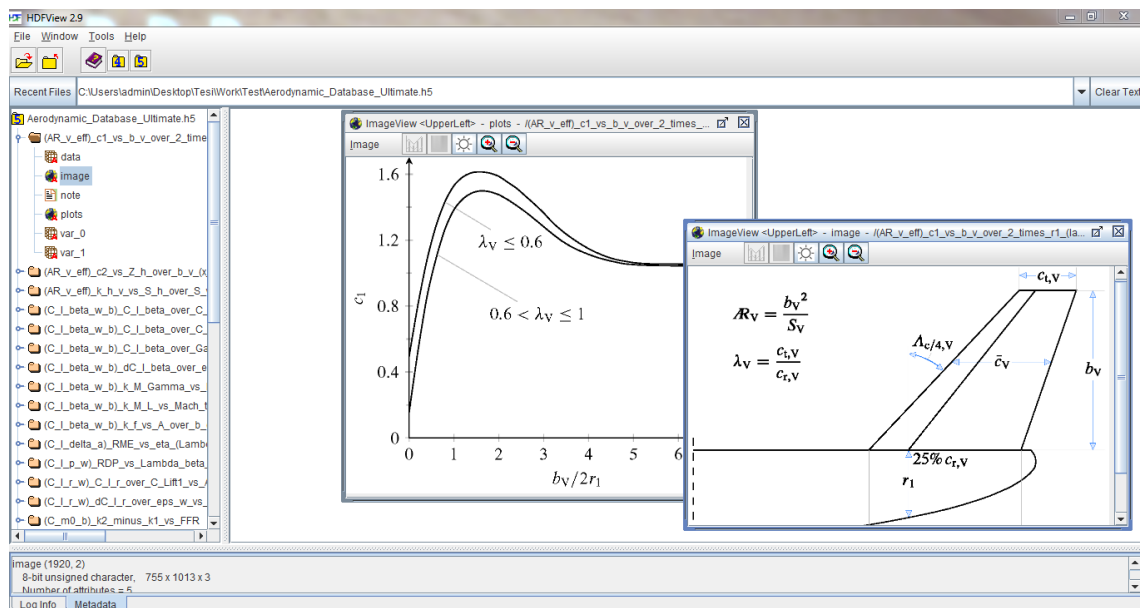 HDFView 2.9
File Window Tools Help
Recent Files C:\Users\admin\Desktop\Tesi\Work\Test\Aerodynamic_Database_Ultimate.h5 Clear Text
Aerodynamic_Database_Ultimate.h5
(AR_v_eff)_c1_vs_b_v_over_2_time
data
image
note
plots
var_0
var_1
(AR_v_eff)_c2_vs_Z_h_over_b_v_(x
(AR_v_eff)_k_h_v_vs_S_h_over_S_
(C_l_beta_w_b)_C_l_beta_over_C_
(C_l_beta_w_b)_C_l_beta_over_C_
(C_l_beta_w_b)_C_l_beta_over_Ga
(C_l_beta_w_b)_dC_l_beta_over_e
(C_l_beta_w_b)_k_M_Gamma_vs_
(C_l_beta_w_b)_k_M_L_vs_Mach_t
(C_l_beta_w_b)_k_f_vs_A_over_b_
(C_l_delta_a)_RME_vs_eta_(Lambd
(C_l_p_w)_RDP_vs_Lambda_beta_
(C_l_r_w)_C_l_r_over_C_Lift1_vs_
(C_l_r_w)_dC_l_r_over_eps_w_vs_
(C_m0_b)_k2_minus_k1_vs_FFR
ImageView <UpperLeft> - plots - /(AR_v_eff)_c1_vs_b_v_over_2_times_...
Image
1.6
1.2
0.8
0.4
0
c₁
λ_V ≤ 0.6
0.6 < λ_V ≤ 1
0 1 2 3 4 5 6
b_V/2r₁
ImageView <UpperLeft> - image - /(AR_v_eff)_c1_vs_b_v_over_2_times_r1_(la...
Image
c_t,V
AR_V = b_V² / S_V
Λ_c/4,V
λ_V = c_t,V / c_r,V
c̄_V
b_V
25% c_r,V
r₁
image (1920, 2)
8-bit unsigned character, 755 x 1013 x 3
Number of attributes = 5
Log Info Metadata